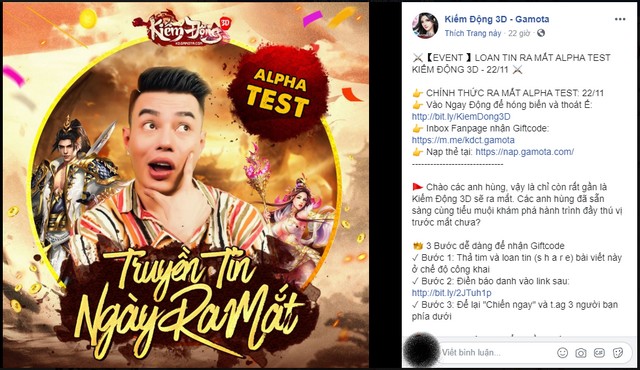 Kiếm Động 3D
KD.GAMOTA.COM
ALPHA
TEST
Truyền Tin
Ngày Ra Mắt
Kiếm Động 3D - Gamota
Thích Trang này · 22 giờ ·
⚔【EVENT 】LOAN TIN RA MẮT ALPHA TEST
KIẾM ĐỘNG 3D - 22/11 ⚔
👉 CHÍNH THỨC RA MẮT ALPHA TEST: 22/11
👉 Vào Ngay Động để hóng biến và thoát Ế:
http://bit.ly/KiemDong3D
👉 Inbox Fanpage nhận Giftcode:
https://m.me/kdct.gamota
👉 Nạp thẻ tại: https://nap.gamota.com/
-----------------------------
🚩 Chào các anh hùng, vậy là chỉ còn rất gần là
Kiếm Động 3D sẽ ra mắt. Các anh hùng đã sẵn
sàng cùng tiểu muội khám phá hành trình đầy thú vị
trước mắt chưa?
3 Bước dễ dàng để nhận Giftcode
✓ Bước 1: Thả tim và loan tin (s h a r e) bài viết này
ở chế độ công khai
✓ Bước 2: Điền báo danh vào link sau:
http://bit.ly/2JTuh1p
✓ Bước 3: Để lại "Chiến ngay" và t.ag 3 người bạn
phía dưới
Viết bình luận...